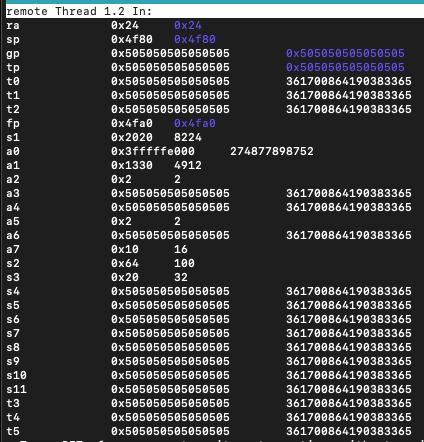 remote Thread 1.2 In:
ra 0x24 0x24
sp 0x4f80 0x4f80
gp 0x505050505050505 0x505050505050505
tp 0x505050505050505 0x505050505050505
t0 0x505050505050505 361700864190383365
t1 0x505050505050505 361700864190383365
t2 0x505050505050505 361700864190383365
fp 0x4fa0 0x4fa0
s1 0x2020 8224
a0 0x3fffffe000 274877898752
a1 0x1330 4912
a2 0x2 2
a3 0x505050505050505 361700864190383365
a4 0x505050505050505 361700864190383365
a5 0x2 2
a6 0x505050505050505 361700864190383365
a7 0x10 16
s2 0x64 100
s3 0x20 32
s4 0x505050505050505 361700864190383365
s5 0x505050505050505 361700864190383365
s6 0x505050505050505 361700864190383365
s7 0x505050505050505 361700864190383365
s8 0x505050505050505 361700864190383365
s9 0x505050505050505 361700864190383365
s10 0x505050505050505 361700864190383365
s11 0x505050505050505 361700864190383365
t3 0x505050505050505 361700864190383365
t4 0x505050505050505 361700864190383365
t5 0x505050505050505 361700864190383365